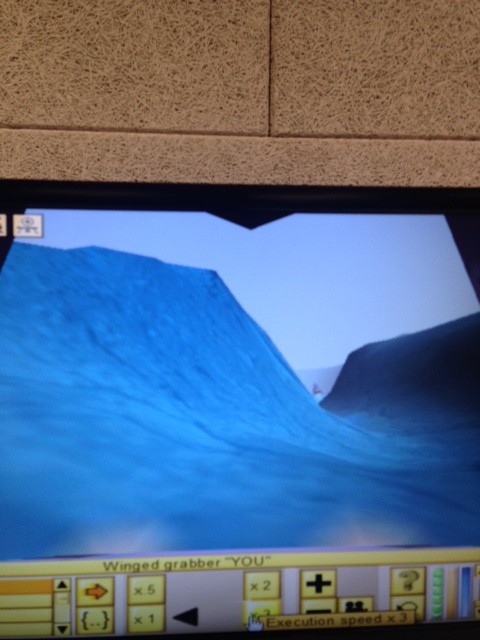 Winged grabber "YOU"
x.5
x 2
x 1
Execution speed x 3